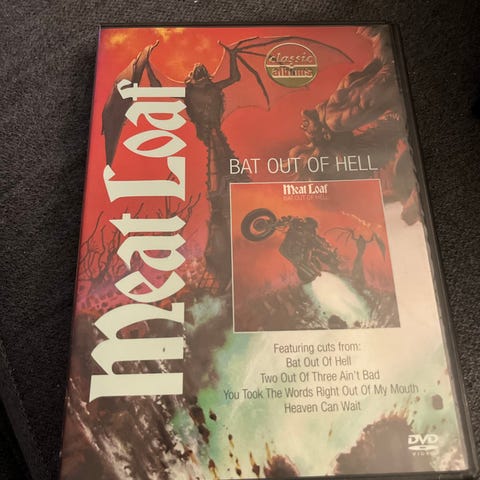 Meat Loaf
classic
albums
BAT OUT OF HELL
Meat Loaf
BAT OUT OF HELL
Featuring cuts from:
Bat Out Of Hell
Two Out Of Three Ain't Bad
You Took The Words Right Out Of My Mouth
Heaven Can Wait
DVD
VIDEO